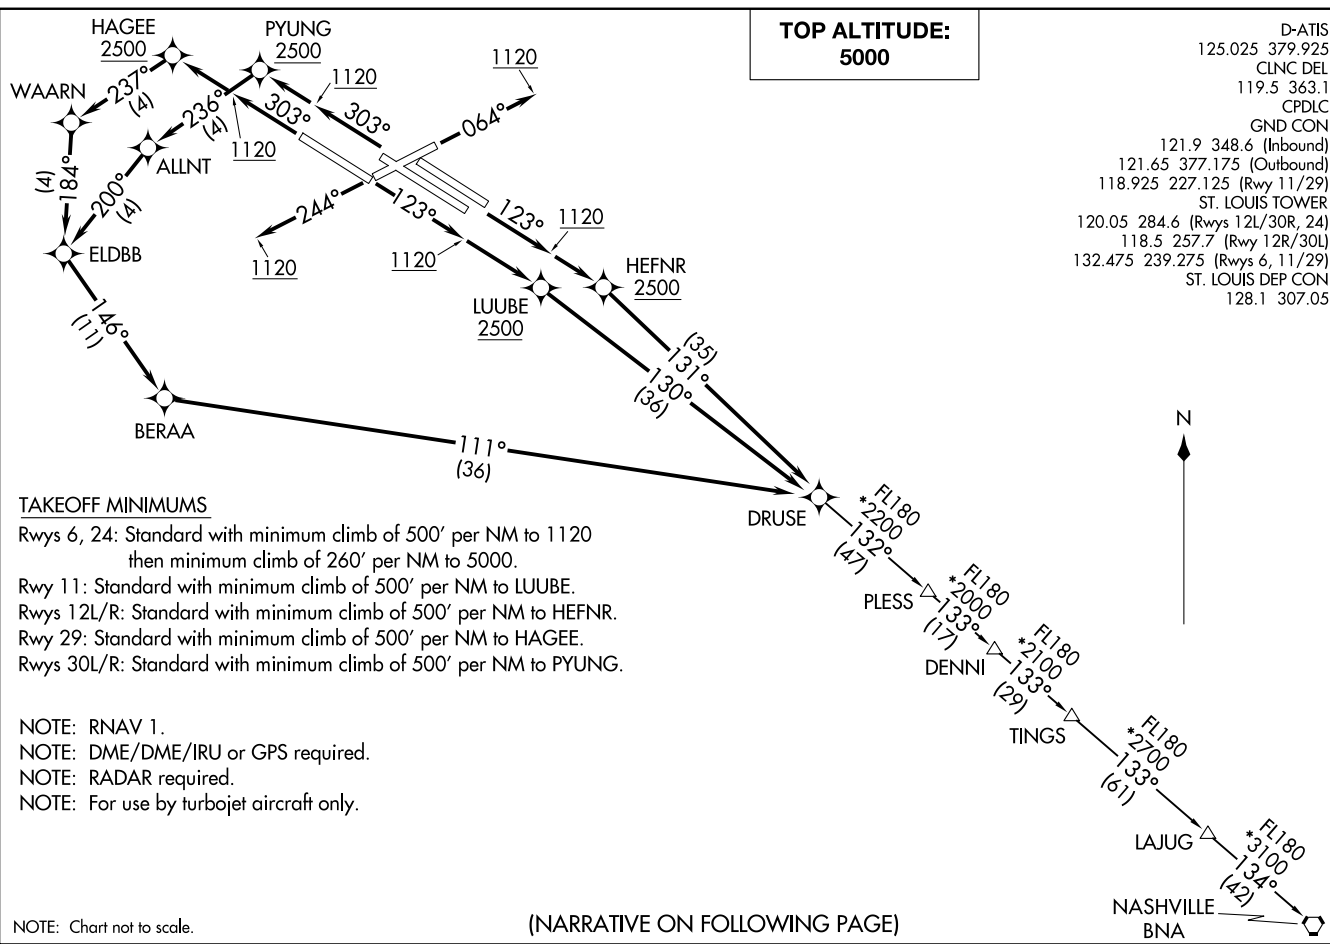 HAGEE
2500
PYUNG
2500
TOP ALTITUDE:
5000
D-ATIS
125.025 379.925
CLNC DEL
119.5 363.1
CPDLC
GND CON
121.9 348.6 (Inbound)
121.65 377.175 (Outbound)
118.925 227.125 (Rwy 11/29)
ST. LOUIS TOWER
120.05 284.6 (Rwys 12L/30R, 24)
118.5 257.7 (Rwy 12R/30L)
132.475 239.275 (Rwys 6, 11/29)
ST. LOUIS DEP CON
128.1 307.05
WAARN
237°
(4)
236°
(4)
303°
1120
303°
1120
064°
1120
ALLNT
184°
(4)
200°
(4)
244°
1120
123°
1120
123°
1120
ELDBB
HEFNR
2500
LUUBE
2500
146°
(11)
(35)
131°
130°
(36)
N
BERAA
111°
(36)
DRUSE
FL180
*2200
132°
(47)
PLESS
FL180
*2000
133°
(17)
DENNI
FL180
*2100
133°
(29)
TINGS
FL180
*2700
133°
(61)
LAJUG
FL180
*3100
134°
(42)
NASHVILLE
BNA
TAKEOFF MINIMUMS
Rwys 6, 24: Standard with minimum climb of 500' per NM to 1120
then minimum climb of 260' per NM to 5000.
Rwy 11: Standard with minimum climb of 500' per NM to LUUBE.
Rwys 12L/R: Standard with minimum climb of 500' per NM to HEFNR.
Rwy 29: Standard with minimum climb of 500' per NM to HAGEE.
Rwys 30L/R: Standard with minimum climb of 500' per NM to PYUNG.
NOTE: RNAV 1.
NOTE: DME/DME/IRU or GPS required.
NOTE: RADAR required.
NOTE: For use by turbojet aircraft only.
NOTE: Chart not to scale.
(NARRATIVE ON FOLLOWING PAGE)